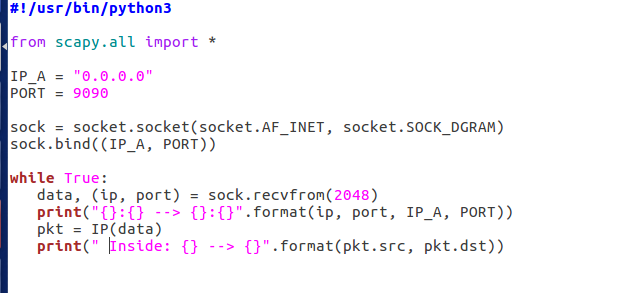 #!/usr/bin/python3
from scapy.all import *
IP_A = "0.0.0.0"
PORT = 9090
sock = socket.socket(socket.AF_INET, socket.SOCK_DGRAM)
sock.bind((IP_A, PORT))
while True:
   data, (ip, port) = sock.recvfrom(2048)
   print("{}:{} --> {}:{}".format(ip, port, IP_A, PORT))
   pkt = IP(data)
   print(" Inside: {} --> {}".format(pkt.src, pkt.dst))